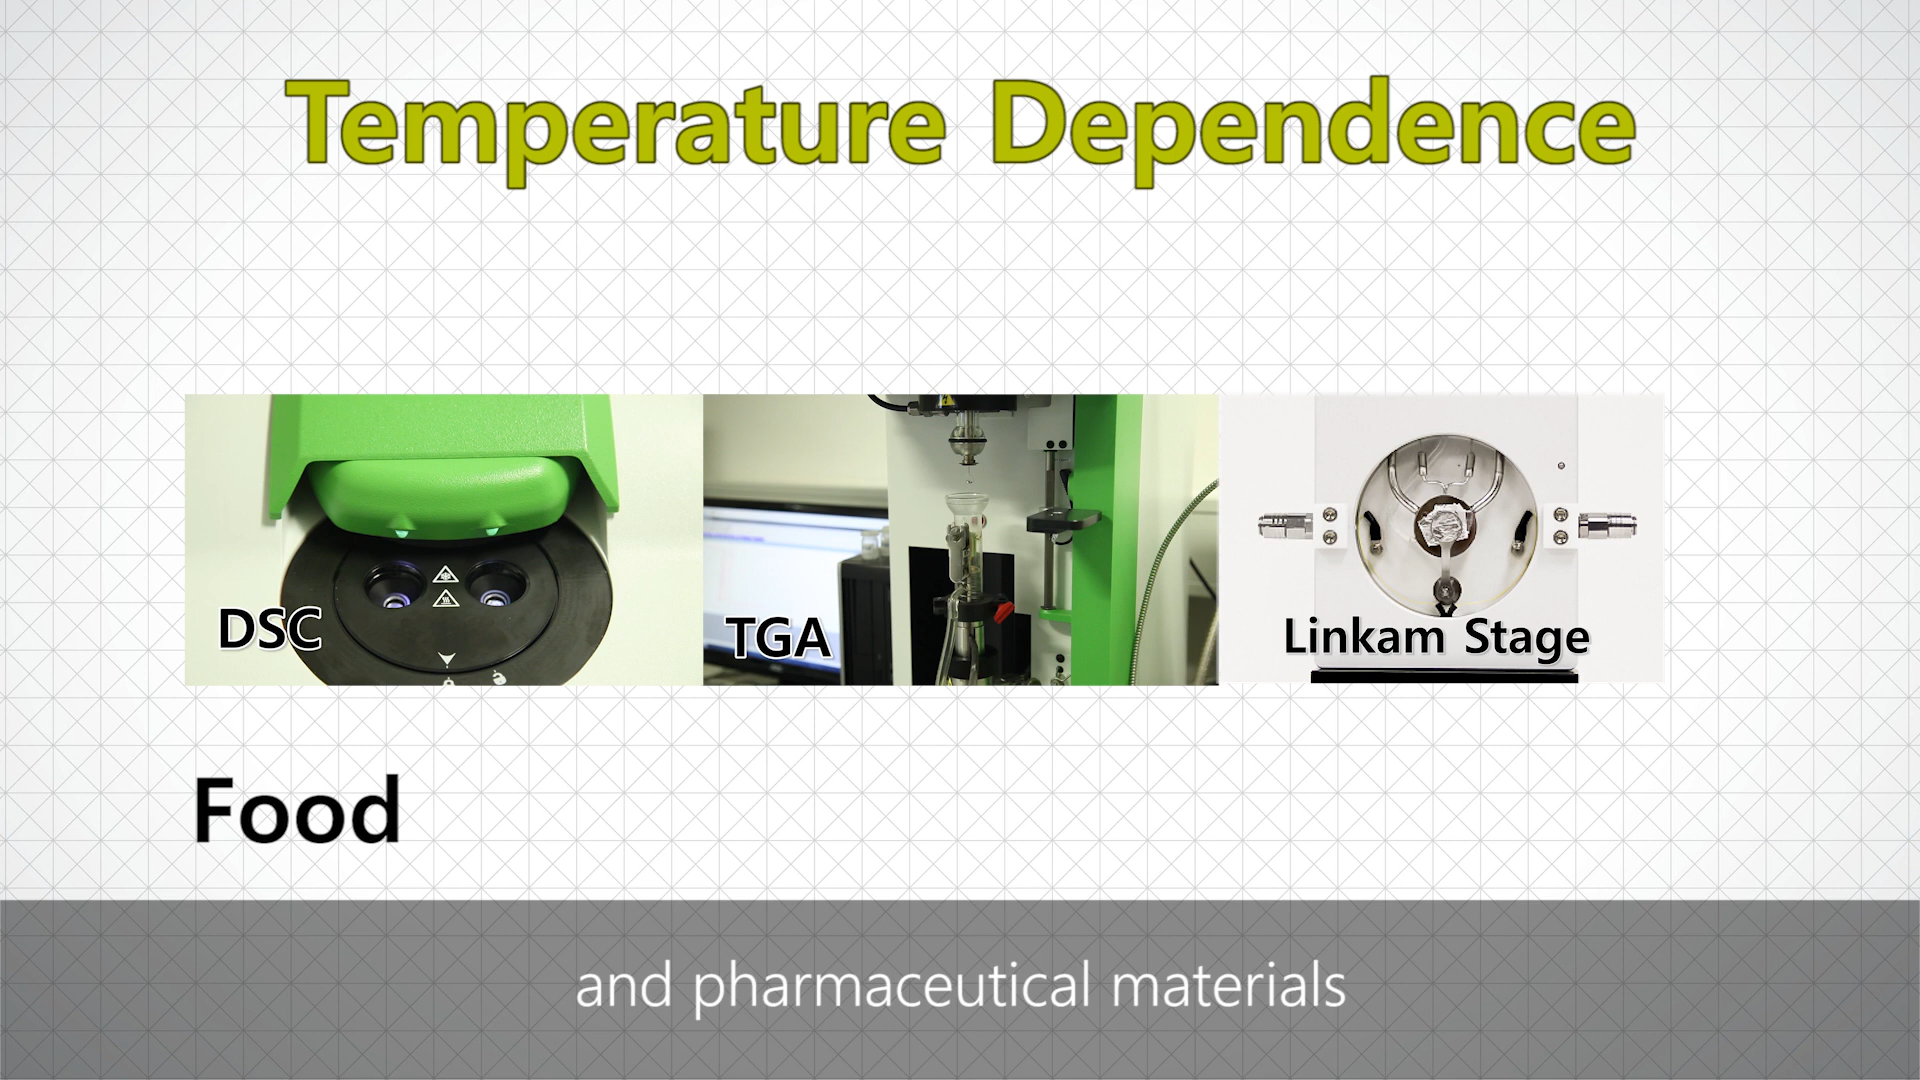 Temperature Dependence
DSC
TGA
Linkam Stage
Food
and pharmaceutical materials